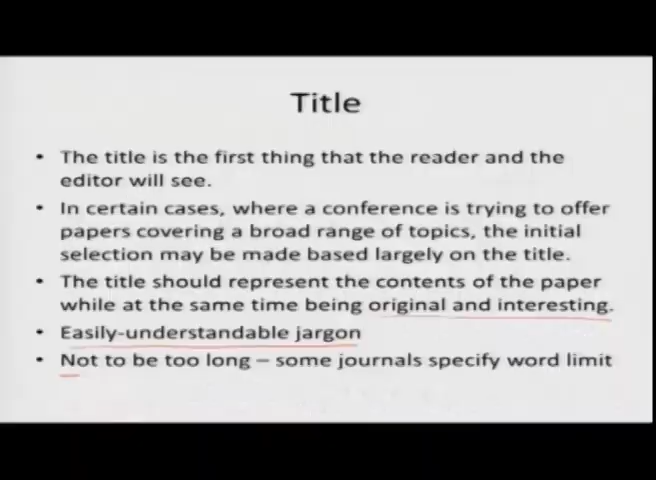 Title
• The title is the first thing that the reader and the
editor will see.
• In certain cases, where a conference is trying to offer
papers covering a broad range of topics, the initial
selection may be made based largely on the title.
• The title should represent the contents of the paper
while at the same time being original and interesting.
• Easily-understandable jargon
• Not to be too long – some journals specify word limit